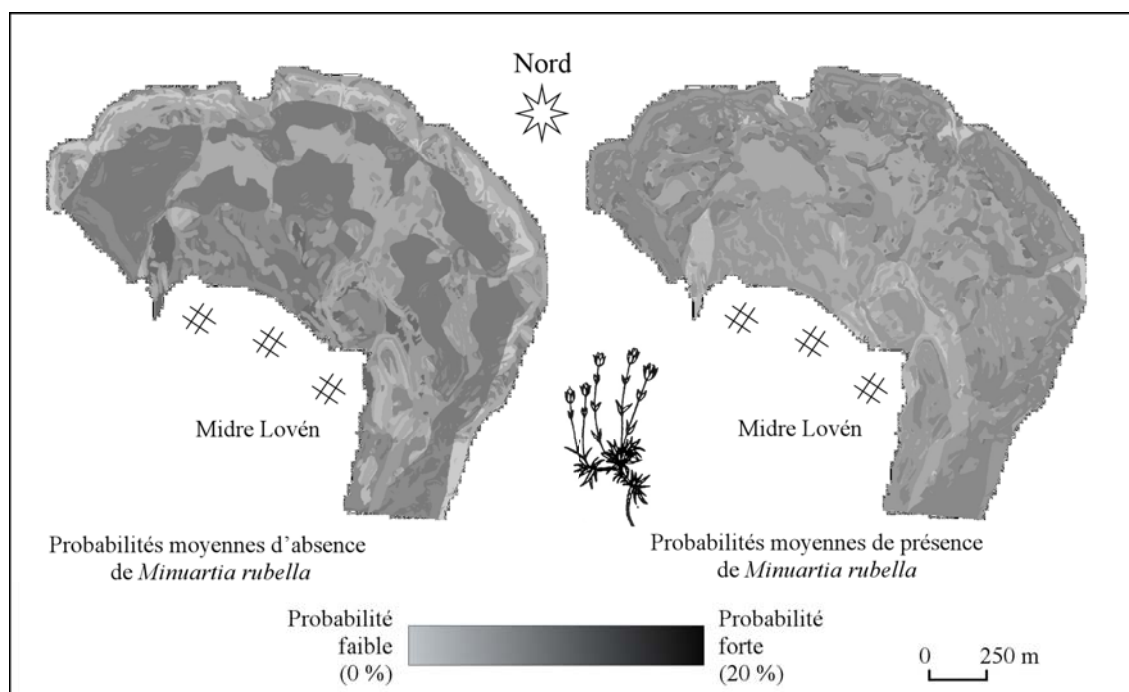 Nord
Midre Lovén
Midre Lovén
Probabilités moyennes d’absence
de Minuartia rubella
Probabilités moyennes de présence
de Minuartia rubella
Probabilité
faible
(0 %)
Probabilité
forte
(20 %)
0 250 m